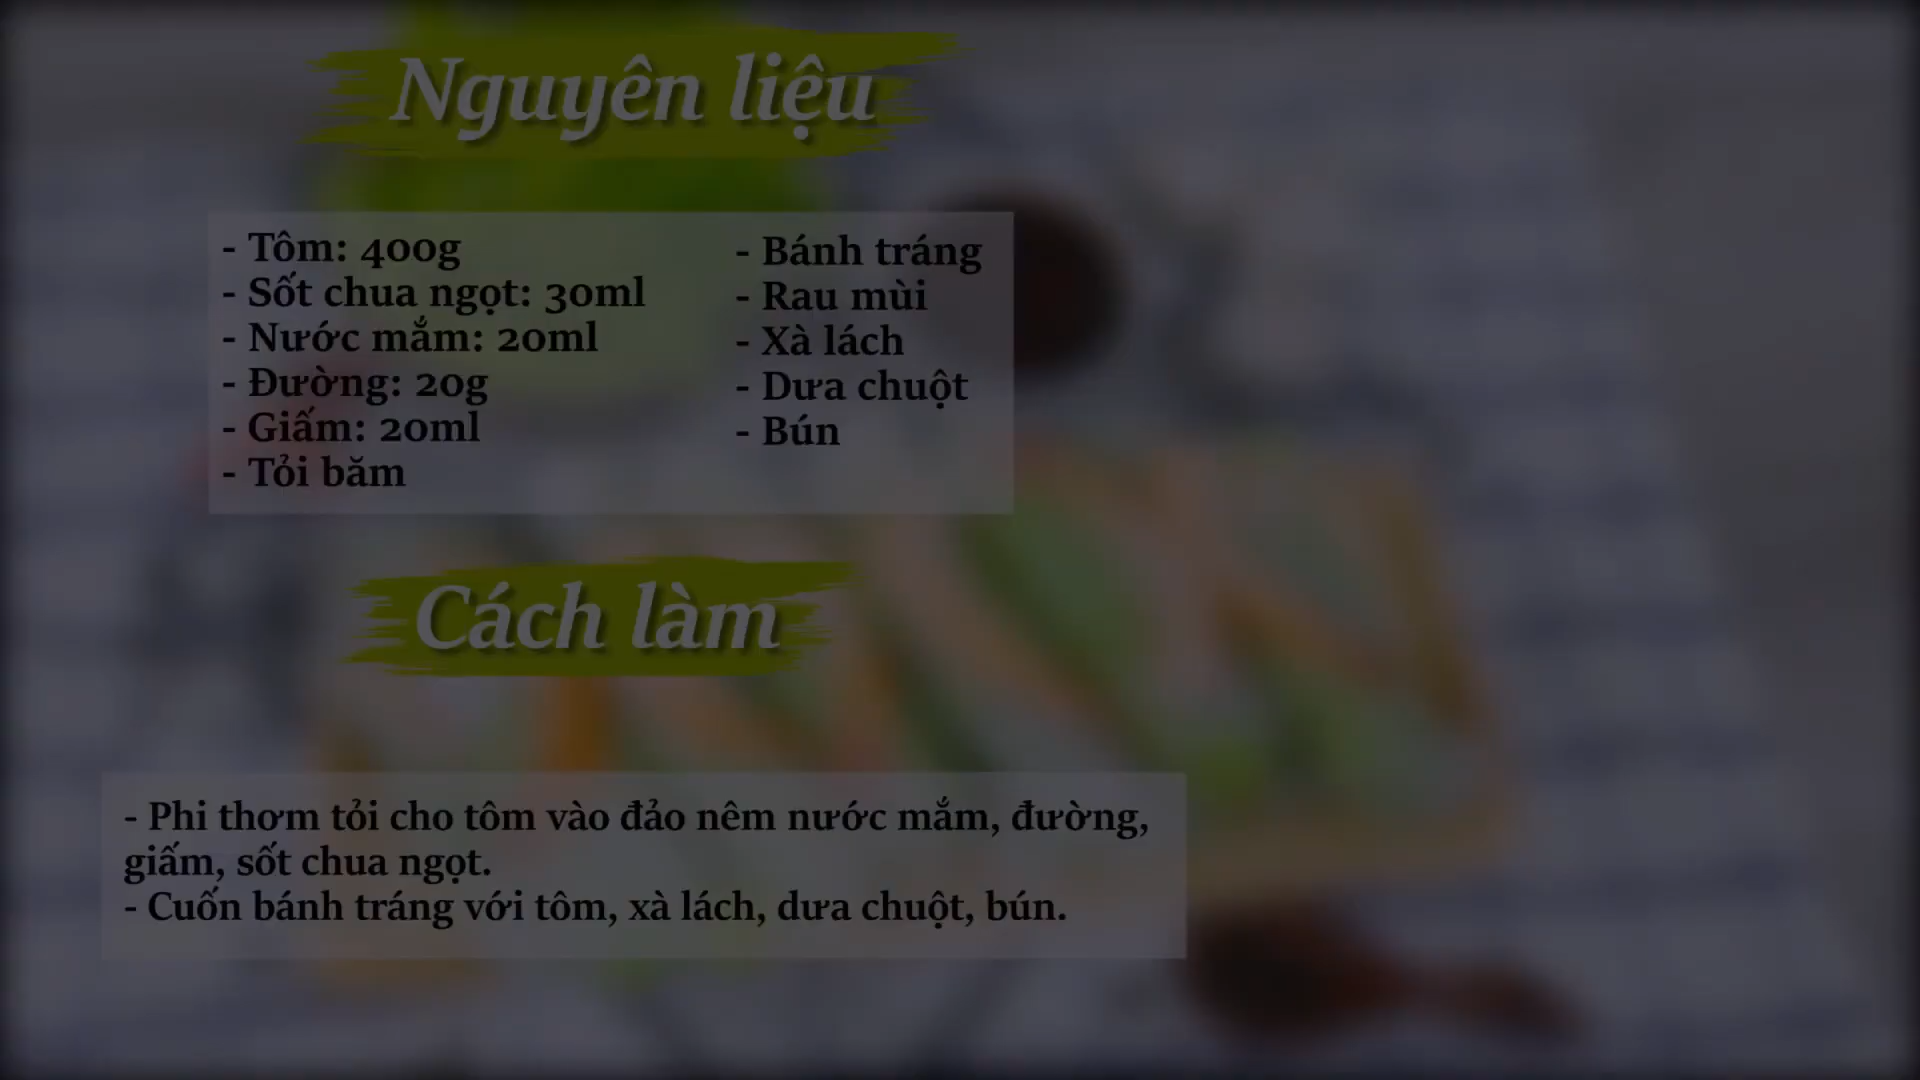 Nguyên liệu
- Tôm: 400g
- Sốt chua ngọt: 30ml
- Nước mắm: 20ml
- Đường: 20g
- Giấm: 20ml
- Tỏi băm
- Bánh tráng
- Rau mùi
- Xà lách
- Dưa chuột
- Bún
Cách làm
- Phi thơm tỏi cho tôm vào đảo nêm nước mắm, đường,
giấm, sốt chua ngọt.
- Cuốn bánh tráng với tôm, xà lách, dưa chuột, bún.